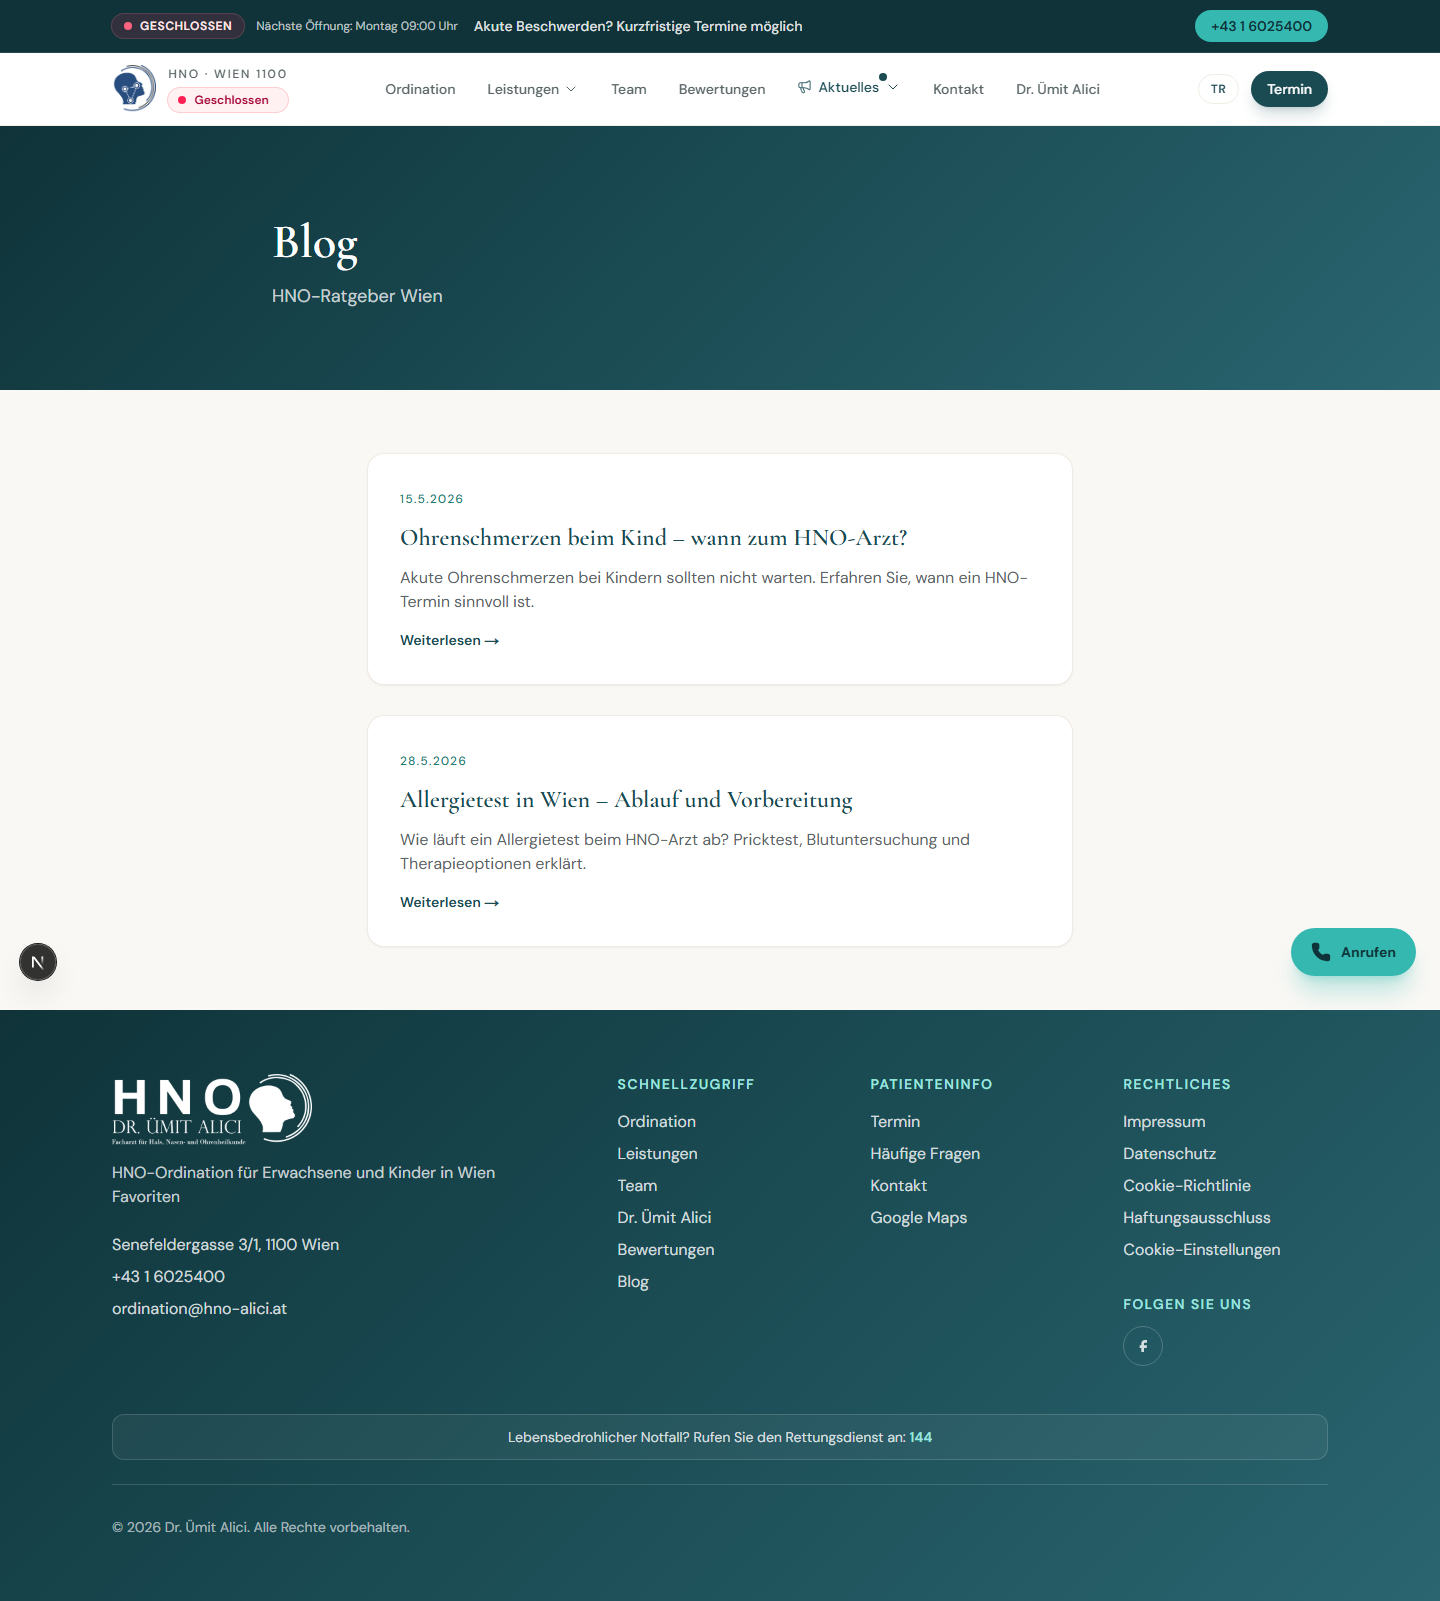 GESCHLOSSEN
Nächste Öffnung: Montag 09:00 Uhr
Akute Beschwerden? Kurzfristige Termine möglich
+43 1 6025400
HNO · WIEN 1100
Geschlossen
Ordination
Leistungen
Team
Bewertungen
Aktuelles
Kontakt
Dr. Ümit Alici
TR
Termin
Blog
HNO-Ratgeber Wien
15.5.2026
Ohrenschmerzen beim Kind – wann zum HNO-Arzt?
Akute Ohrenschmerzen bei Kindern sollten nicht warten. Erfahren Sie, wann ein HNO-
Termin sinnvoll ist.
Weiterlesen →
28.5.2026
Allergietest in Wien – Ablauf und Vorbereitung
Wie läuft ein Allergietest beim HNO-Arzt ab? Pricktest, Blutuntersuchung und
Therapieoptionen erklärt.
Weiterlesen →
N
Anrufen
HNO
DR. ÜMIT ALICI
Facharzt für Hals, Nasen- und Ohrenheilkunde
HNO-Ordination für Erwachsene und Kinder in Wien
Favoriten
Senefeldergasse 3/1, 1100 Wien
+43 1 6025400
ordination@hno-alici.at
SCHNELLZUGRIFF
Ordination
Leistungen
Team
Dr. Ümit Alici
Bewertungen
Blog
PATIENTENINFO
Termin
Häufige Fragen
Kontakt
Google Maps
RECHTLICHES
Impressum
Datenschutz
Cookie-Richtlinie
Haftungsausschluss
Cookie-Einstellungen
FOLGEN SIE UNS
Lebensbedrohlicher Notfall? Rufen Sie den Rettungsdienst an: 144
© 2026 Dr. Ümit Alici. Alle Rechte vorbehalten.